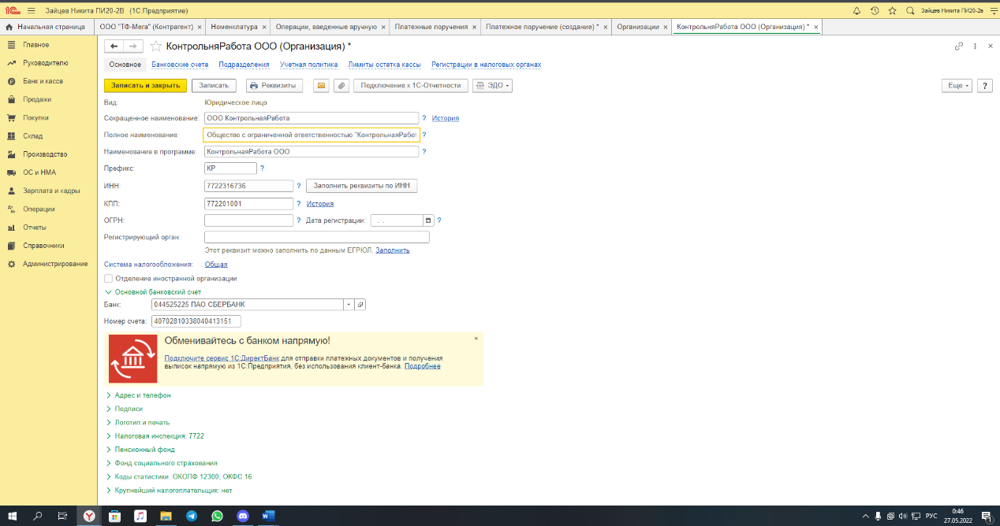 1С Зайцев Никита ПИ20-2В (1С:Предприятие) Зайцев Никита ПИ20-2в
Начальная страница ООО "ТФ-Мега" (Контрагент) × Номенклатура × Операции, введенные вручную × Платежные поручения × Платежное поручение (создание) * × Организации × КонтрольняРабота ООО (Организация) * ×
Главное
Руководителю
Банк и касса
Продажи
Покупки
Склад
Производство
ОС и НМА
Зарплата и кадры
Операции
Отчеты
Справочники
Администрирование
КонтрольняРабота ООО (Организация) *
Основное Банковские счета Подразделения Учетная политика Лимиты остатка кассы Регистрации в налоговых органах
Записать и закрыть Записать Реквизиты Подключение к 1С-Отчетности ЭДО Еще ?
Вид: Юридическое лицо
Сокращенное наименование: ООО КонтрольнаяРабота ? История
Полное наименование: Общество с ограниченной ответственностью "КонтрольнаяРабот ?
Наименование в программе: КонтрольнаяРабота ООО ?
Префикс: КР ?
ИНН: 7722316736 ? Заполнить реквизиты по ИНН
КПП: 772201001 ? История
ОГРН: ? Дата регистрации: . . ?
Регистрирующий орган:
Этот реквизит можно заполнить по данным ЕГРЮЛ. Заполнить
Система налогообложения: Общая
Отделение иностранной организации
Основной банковский счет
Банк: 044525225 ПАО СБЕРБАНК
Номер счета: 40702810338040413151
Обменивайтесь с банком напрямую! ×
Подключите сервис 1С:ДиректБанк для отправки платежных документов и получения
выписок напрямую из 1С:Предприятия, без использования клиент-банка. Подробнее
Адрес и телефон
Подписи
Логотип и печать
Налоговая инспекция: 7722
Пенсионный фонд
Фонд социального страхования
Коды статистики: ОКОПФ 12300, ОКФС 16
Крупнейший налогоплательщик: нет
РУС 0:46
27.05.2022 1